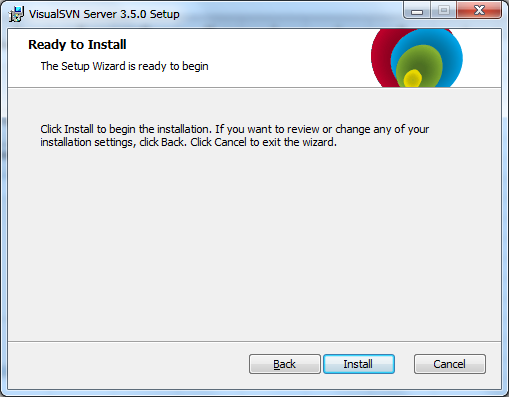 VisualSVN Server 3.5.0 Setup
Ready to Install
The Setup Wizard is ready to begin
Click Install to begin the installation. If you want to review or change any of your
installation settings, click Back. Click Cancel to exit the wizard.
Back Install Cancel